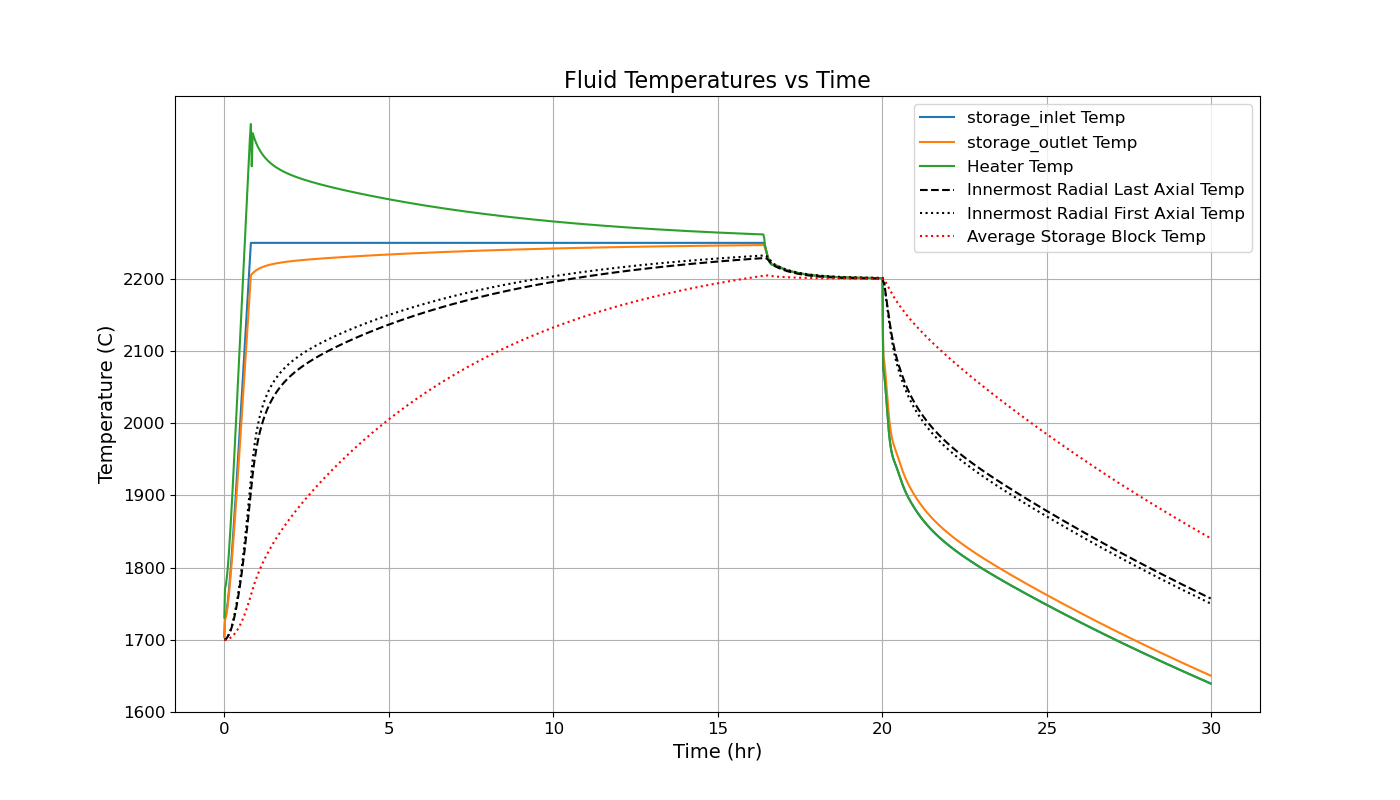 Fluid Temperatures vs Time
storage_inlet Temp
storage_outlet Temp
Heater Temp
Innermost Radial Last Axial Temp
Innermost Radial First Axial Temp
Average Storage Block Temp
Temperature (C)
2200
2100
2000
1900
1800
1700
1600
0 5 10 15 20 25 30
Time (hr)